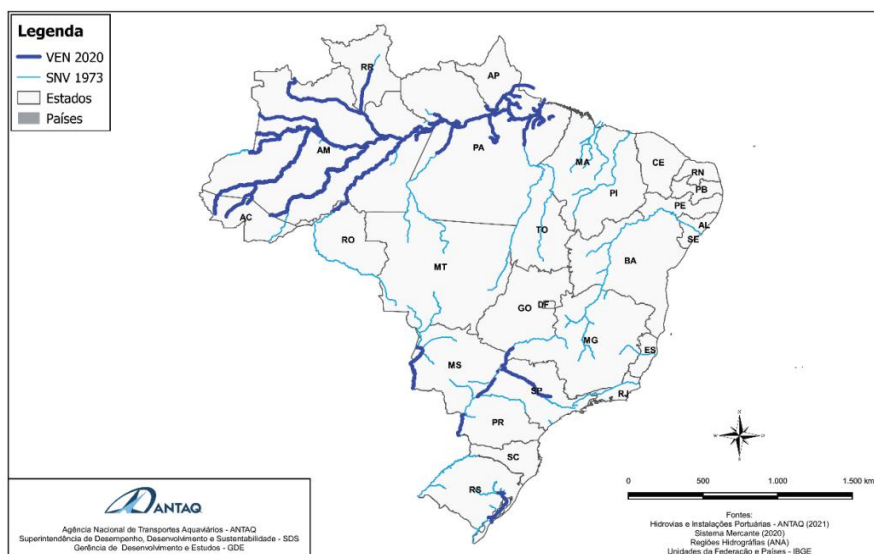 Legenda
VEN 2020
SNV 1973
Estados
Países
RR
AP
AM
PA
MA
CE
RN
PB
PE
PI
AL
SE
AC
TO
RO
BA
MT
GO
DF
MG
ES
MS
SP
RJ
PR
SC
RS
N
W
E
S
0
500
1.000
1.500 km
ANTAQ
Agência Nacional de Transportes Aquaviários - ANTAQ
Superintendência de Desempenho, Desenvolvimento e Sustentabilidade - SDS
Gerência de Desenvolvimento e Estudos - GDE
Fontes:
Hidrovias e Instalações Portuárias - ANTAQ (2021)
Sistema Mercante (2020)
Regiões Hidrográfias (ANA)
Unidades da Federação e Países - IBGE